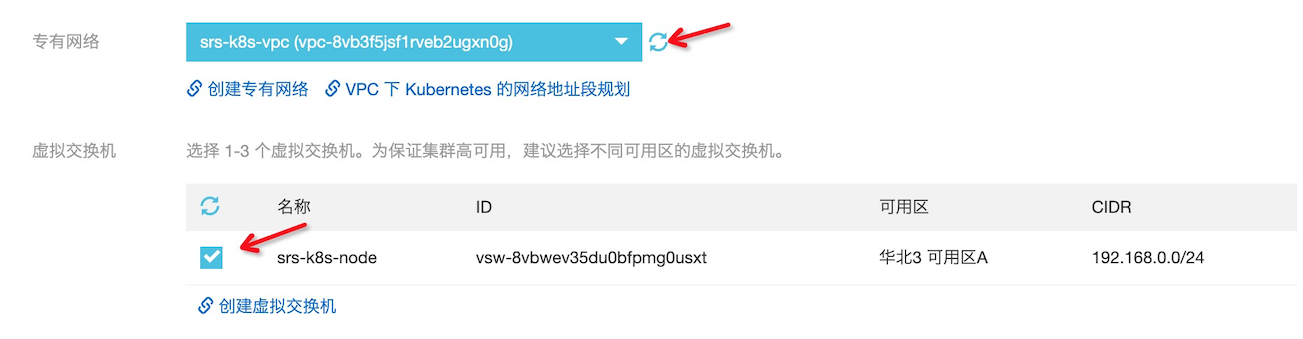 专有网络 srs-k8s-vpc (vpc-8vb3f5jsf1rveb2ugxn0g)
创建专有网络 VPC 下 Kubernetes 的网络地址段规划
虚拟交换机 选择 1-3 个虚拟交换机。为保证集群高可用，建议选择不同可用区的虚拟交换机。
名称 ID 可用区 CIDR
srs-k8s-node vsw-8vbwev35du0bfpmg0usxt 华北3 可用区A 192.168.0.0/24
创建虚拟交换机